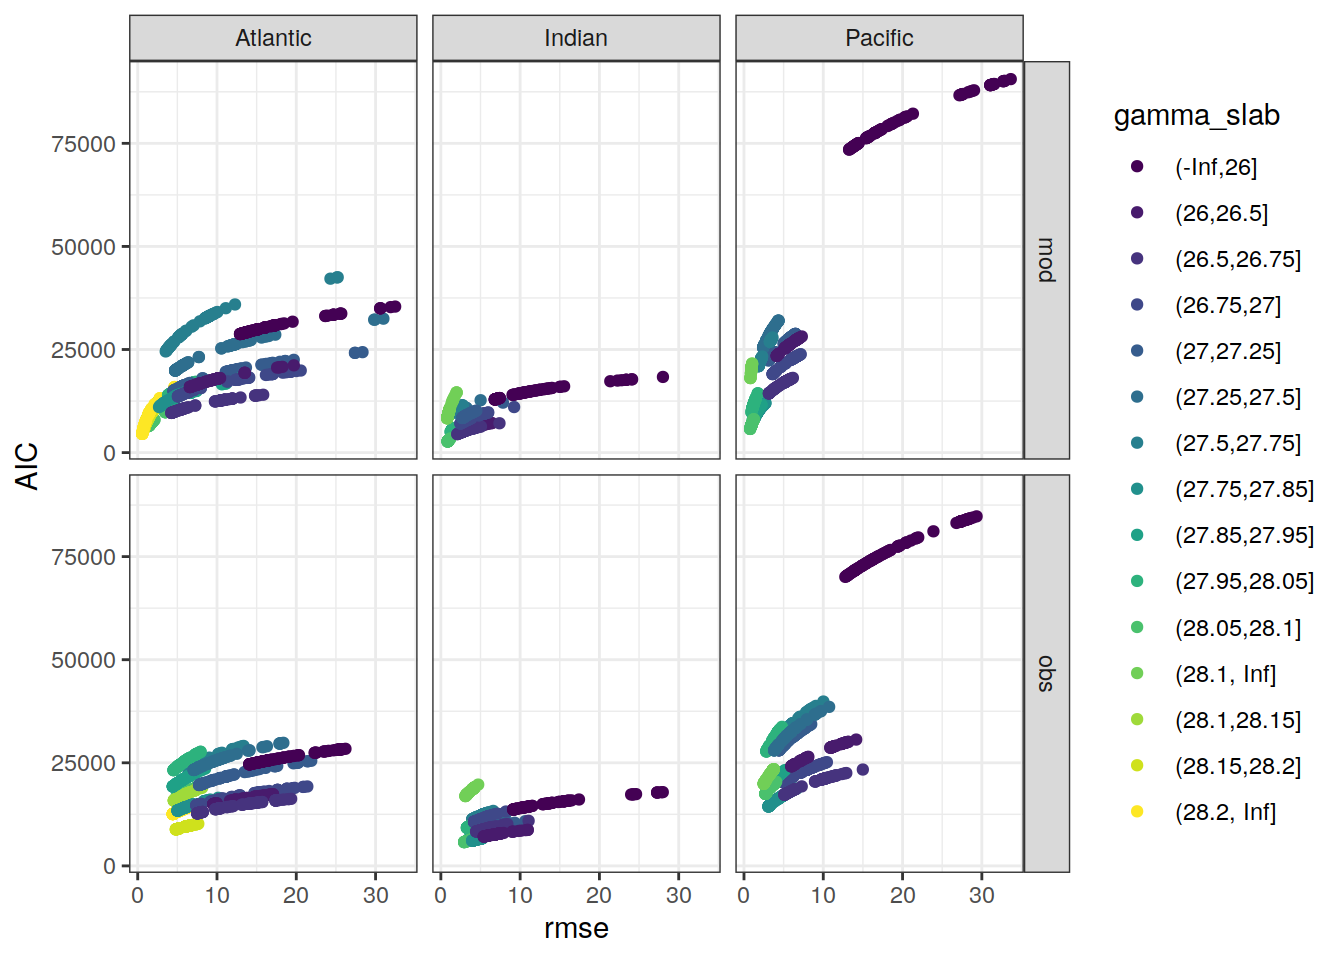 Atlantic
Indian
Pacific
mod
obs
75000
50000
25000
0
75000
50000
25000
0
AIC
0 10 20 30
0 10 20 30
0 10 20 30
rmse
gamma_slab
(-Inf,26]
(26,26.5]
(26.5,26.75]
(26.75,27]
(27,27.25]
(27.25,27.5]
(27.5,27.75]
(27.75,27.85]
(27.85,27.95]
(27.95,28.05]
(28.05,28.1]
(28.1, Inf]
(28.1,28.15]
(28.15,28.2]
(28.2, Inf]